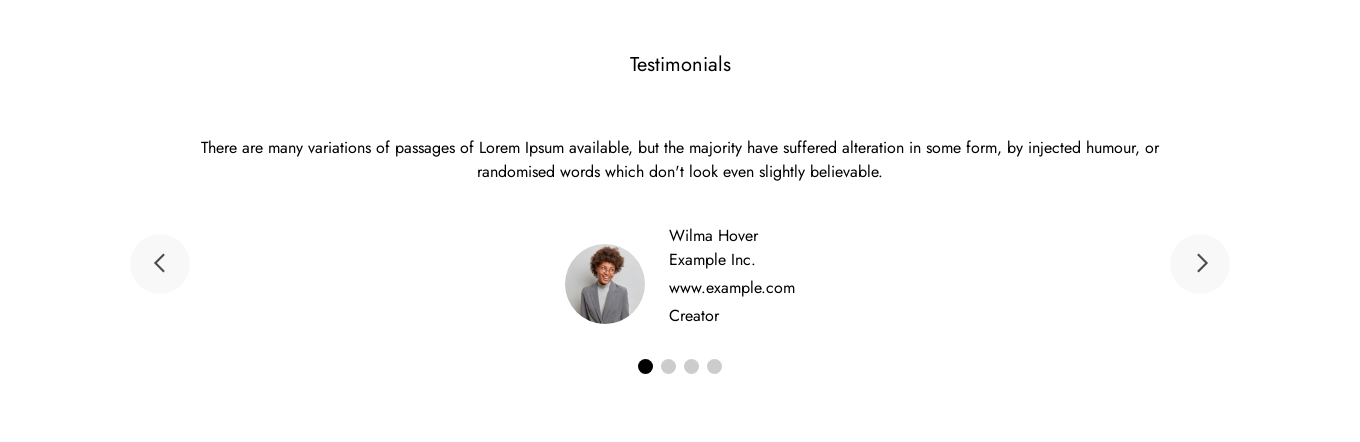 Testimonials
There are many variations of passages of Lorem Ipsum available, but the majority have suffered alteration in some form, by injected humour, or
randomised words which don't look even slightly believable.
Wilma Hover
Example Inc.
www.example.com
Creator